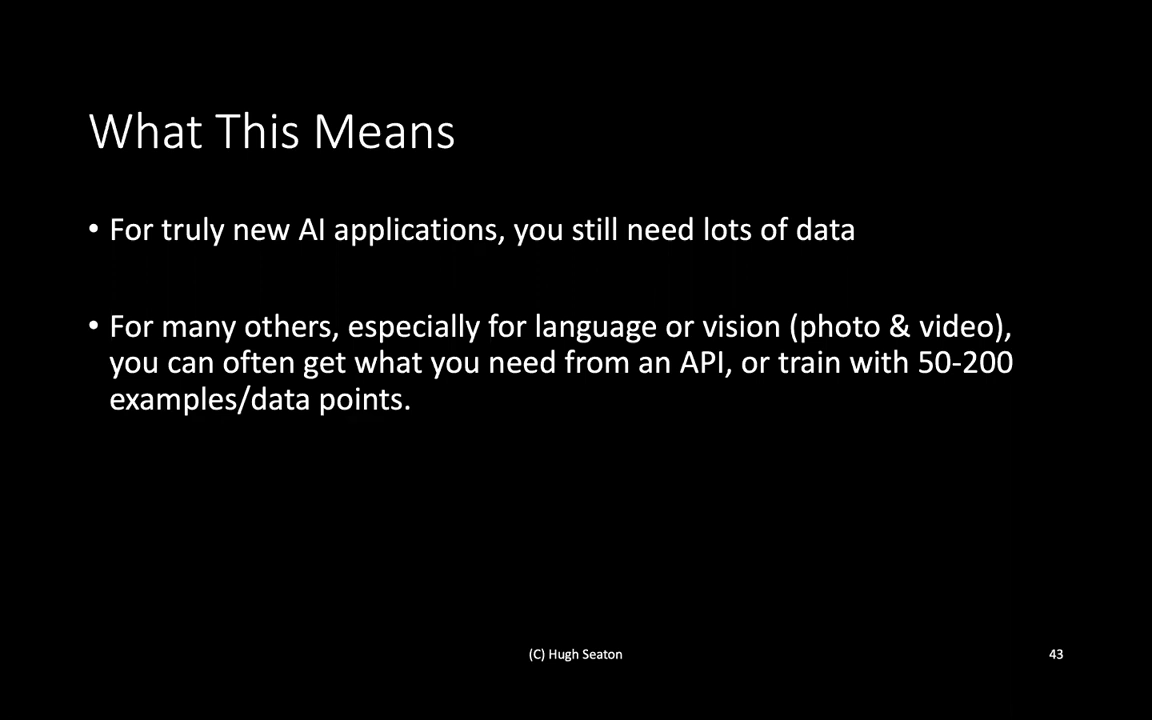 What This Means
• For truly new AI applications, you still need lots of data
• For many others, especially for language or vision (photo & video),
you can often get what you need from an API, or train with 50-200
examples/data points.
(C) Hugh Seaton
43